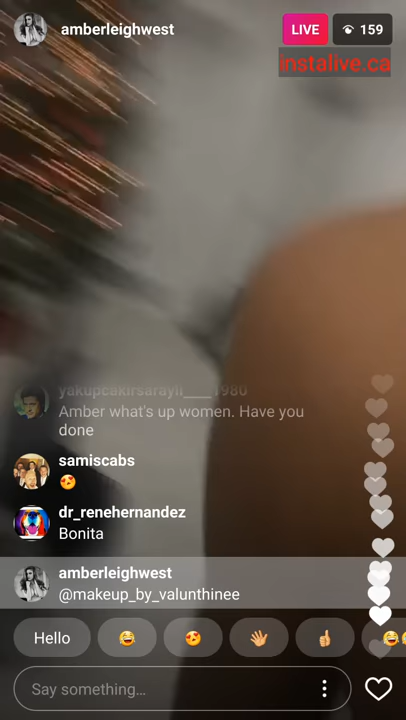 amberleighwest
LIVE
159
instalive.ca
yakupcakirsarayli____1980
Amber what's up women. Have you
done
samiscabs
dr_renehernandez
Bonita
amberleighwest
@makeup_by_valunthinee
Hello
Say something...